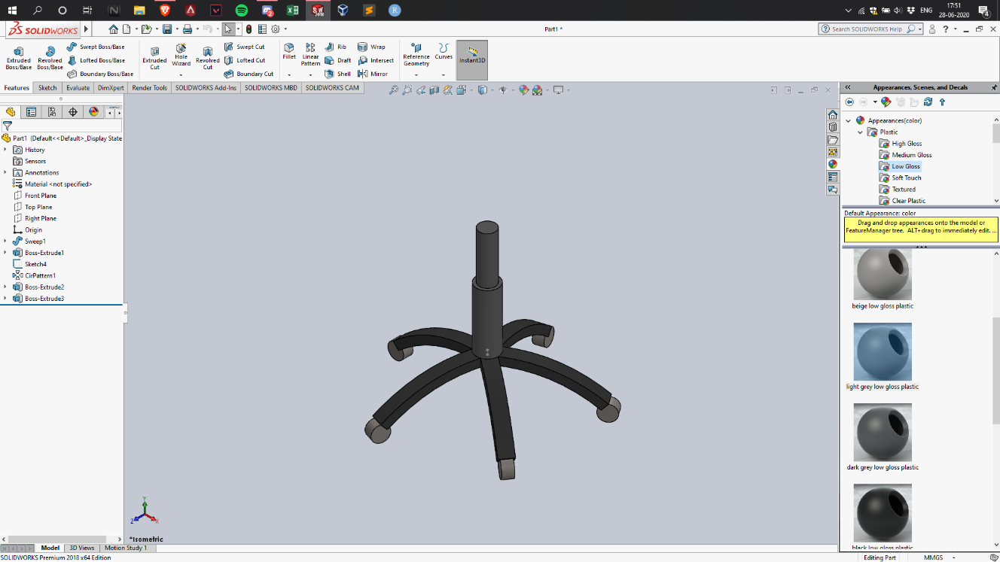 17:51
ENG
28-06-2020
4
2
SW
2018
R
SOLIDWORKS
Part1 *
Search SOLIDWORKS Help
Extruded Boss/Base
Revolved Boss/Base
Swept Boss/Base
Lofted Boss/Base
Boundary Boss/Base
Extruded Cut
Hole Wizard
Revolved Cut
Swept Cut
Lofted Cut
Boundary Cut
Fillet
Linear Pattern
Rib
Draft
Shell
Wrap
Intersect
Mirror
Reference Geometry
Curves
Instant3D
Features
Sketch
Evaluate
DimXpert
Render Tools
SOLIDWORKS Add-Ins
SOLIDWORKS MBD
SOLIDWORKS CAM
Part1 (Default<<Default>_Display State
History
Sensors
Annotations
Material <not specified>
Front Plane
Top Plane
Right Plane
Origin
Sweep1
Boss-Extrude1
Sketch4
CirPattern1
Boss-Extrude2
Boss-Extrude3
Y
Z
X
*Isometric
Appearances, Scenes, and Decals
Appearances(color)
Plastic
High Gloss
Medium Gloss
Low Gloss
Soft Touch
Textured
Clear Plastic
Default Appearance: color
Drag and drop appearances onto the model or
FeatureManager tree. ALT+drag to immediately edit. ...
beige low gloss plastic
light grey low gloss plastic
dark grey low gloss plastic
black low gloss plastic
Model
3D Views
Motion Study 1
SOLIDWORKS Premium 2018 x64 Edition
Editing Part
MMGS